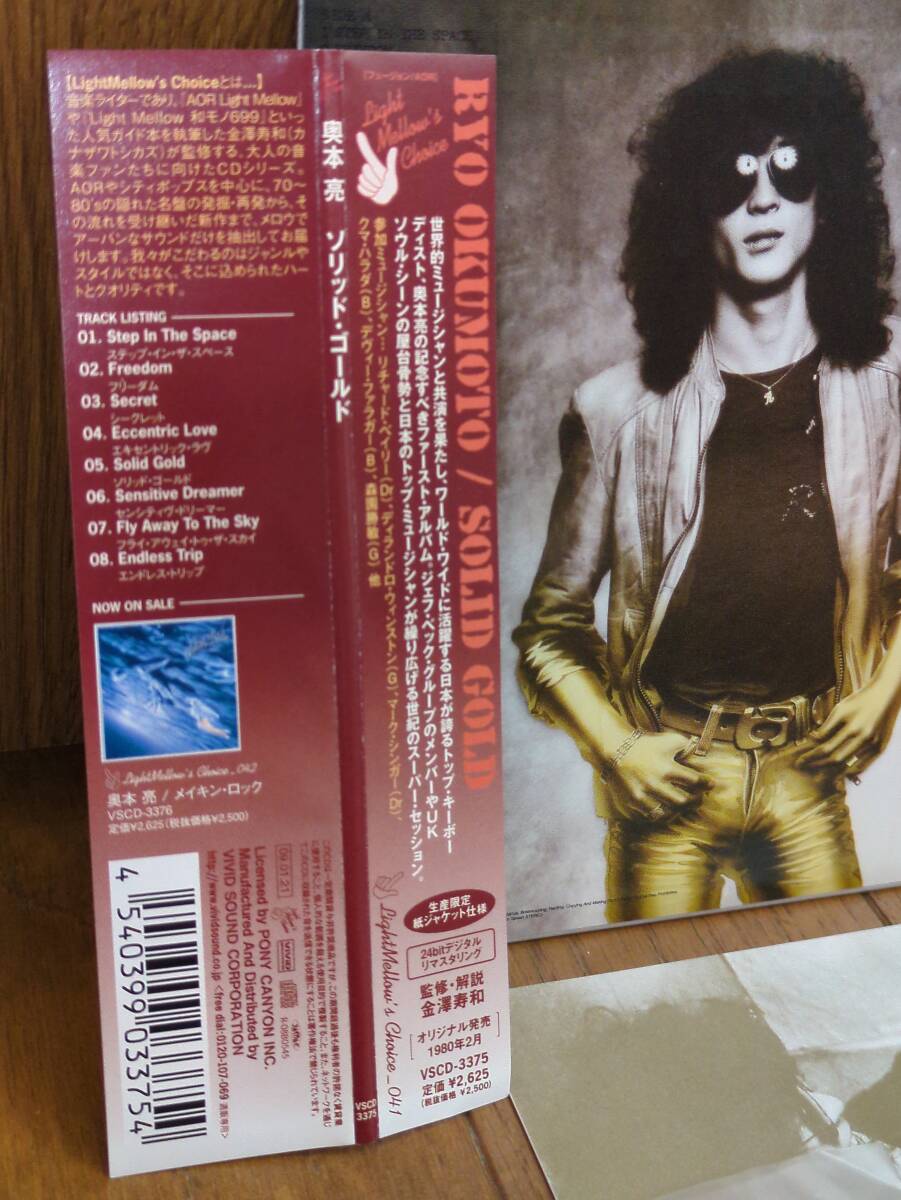 【LightMellow's Choiceとは…】
音楽ライターであり、『AOR Light Mellow』
や『Light Mellow 和モノ699』といっ
た人気ガイド本を執筆した金澤寿和(カ
ナザワトシカズ)が監修する、大人の音
楽ファンたちに向けたCDシリーズ。
AORやシティポップスを中心に、70〜
80'sの隠れた名盤の発掘・再発から、そ
の流れを受け継いだ新作まで、メロウで
アーバンなサウンドだけを抽出してお届
けします。我々がこだわるのはジャンルや
スタイルではなく、そこに込められたハー
トとクオリティです。
TRACK LISTING
01. Step In The Space
ステップ・イン・ザ・スペース
02. Freedom
フリーダム
03. Secret
シークレット
04. Eccentric Love
エキセントリック・ラヴ
05. Solid Gold
ソリッド・ゴールド
06. Sensitive Dreamer
センシティヴ・ドリーマー
07. Fly Away To The Sky
フライ・アウェイ・トゥ・ザ・スカイ
08. Endless Trip
エンドレス・トリップ
NOW ON SALE
LightMellow's Choice_042
奥本 亮 / メイキン・ロック
VSCD-3376
定価¥2,625(税抜価格¥2,500)
4 540399 033754
Licensed by PONY CANYON INC.
Manufactured And Distributed by
VIVID SOUND CORPORATION
http://www.vividsound.co.jp <free dial:0120-107-069 通販専用>
09.01.21
VIVID
R-0880545
奥本 亮 ソリッド・ゴールド
VSCD
3375
[フュージョン/AOR]
Light
Mellow's
Choice
RYO OKUMOTO / SOLID GOLD
世界的ミュージシャンと共演を果たし、ワールド・ワイドに活躍する日本が誇るトップ・キーボー
ディスト、奥本亮の記念すべきファースト・アルバム。ジェフ・ベック・グループのメンバーやUK
ソウル・シーンの屋台骨勢と日本のトップ・ミュージシャンが繰り広げる世紀のスーパー・セッション。
参加ミュージシャン… リチャード・ベイリー(Dr)、ディランドロ・ウィンストン(G)、マーク・シンガー(Dr)、
クマ・ハラダ(B)、デヴィー・ファラガー(B)、森園勝敏(G) 他
LightMellow's Choice_041
生産限定
紙ジャケット仕様
24bitデジタル
リマスタリング
監修・解説
金澤寿和
オリジナル発売
1980年2月
VSCD-3375
定価 ¥2,625
(税抜価格 ¥2,500)